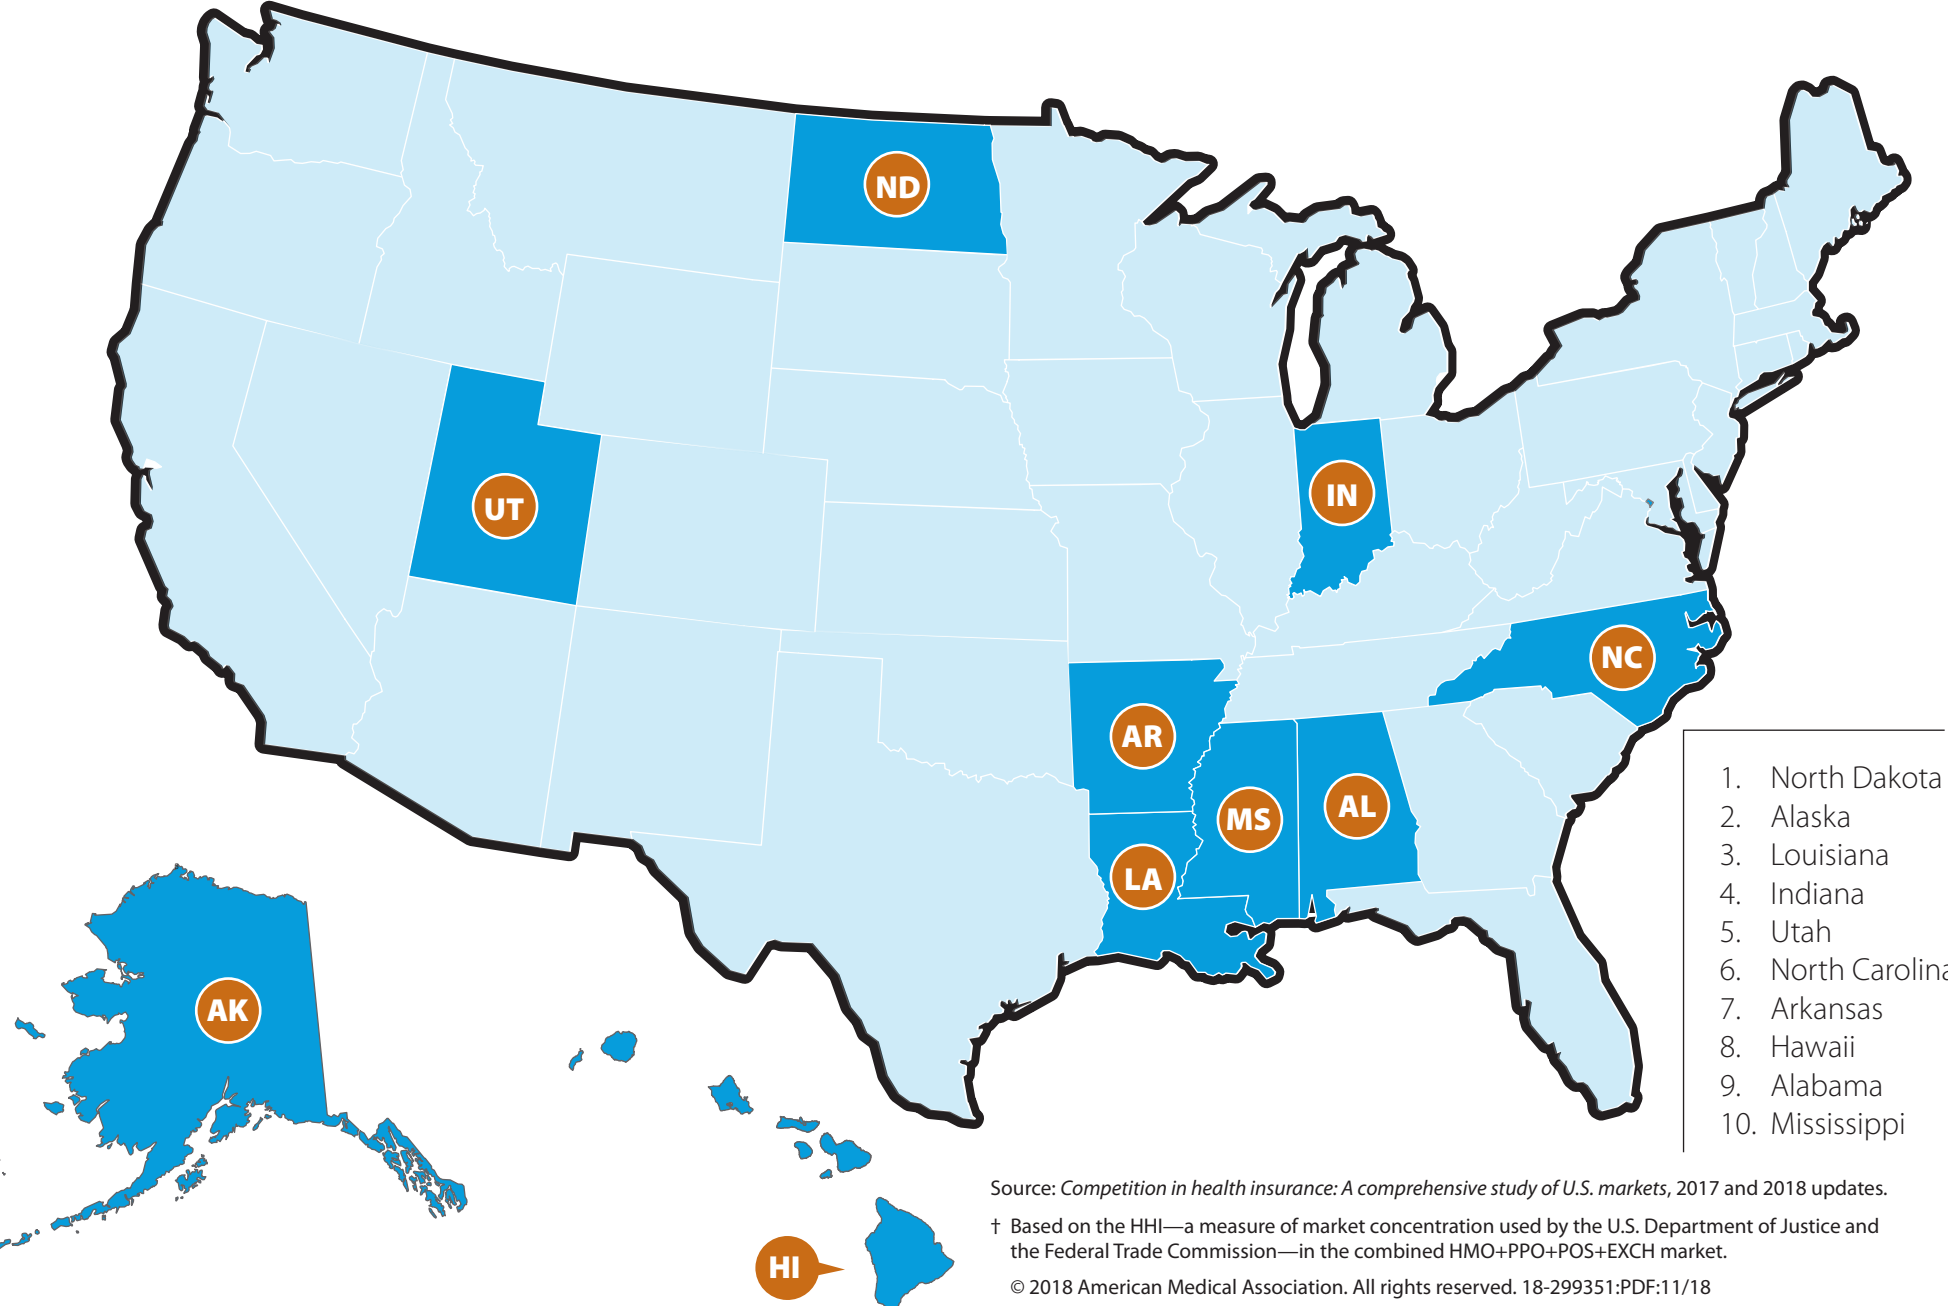 ND
UT
IN
NC
AR
MS
AL
LA
AK
HI
1. North Dakota
2. Alaska
3. Louisiana
4. Indiana
5. Utah
6. North Carolina
7. Arkansas
8. Hawaii
9. Alabama
10. Mississippi
Source: Competition in health insurance: A comprehensive study of U.S. markets, 2017 and 2018 updates.
† Based on the HHI—a measure of market concentration used by the U.S. Department of Justice and
the Federal Trade Commission—in the combined HMO+PPO+POS+EXCH market.
© 2018 American Medical Association. All rights reserved. 18-299351:PDF:11/18